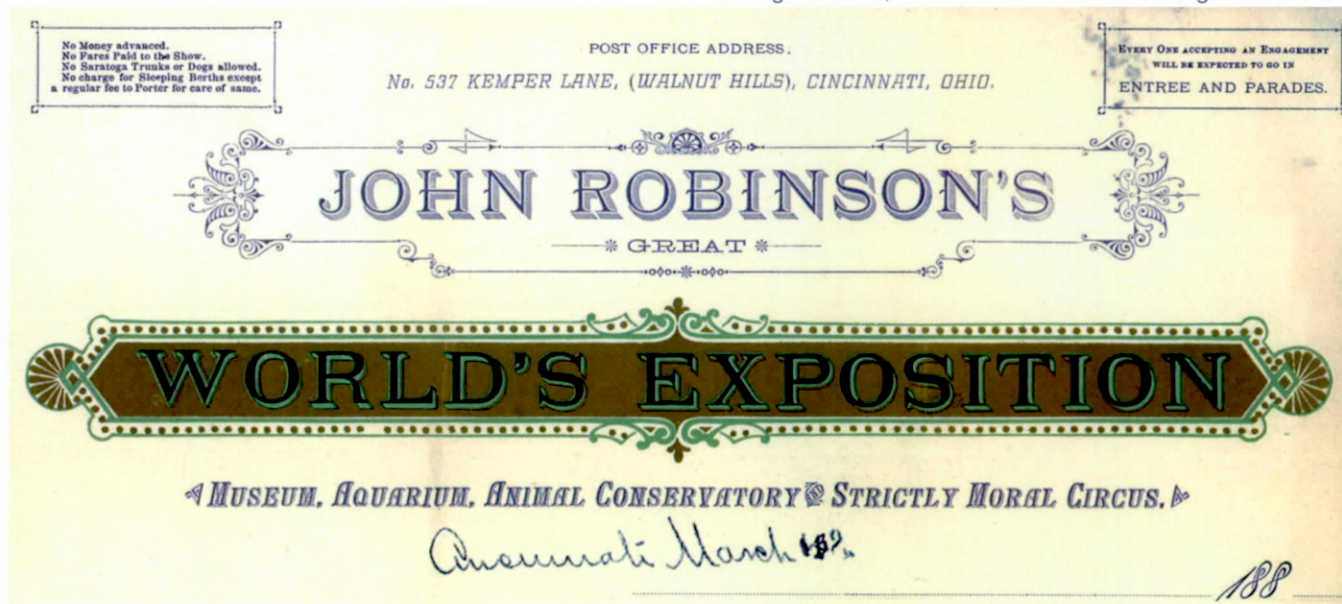 No Money advanced.
No Fares Paid to the Show.
No Saratoga Trunks or Dogs allowed.
No charge for Sleeping Berths except
a regular fee to Porter for care of same.
POST OFFICE ADDRESS,
No. 537 KEMPER LANE, (WALNUT HILLS), CINCINNATI, OHIO.
EVERY ONE ACCEPTING AN ENGAGEMENT
WILL BE EXPECTED TO GO IN
ENTREE AND PARADES.
JOHN ROBINSON'S
GREAT
WORLD'S EXPOSITION
MUSEUM, AQUARIUM, ANIMAL CONSERVATORY & STRICTLY MORAL CIRCUS.
Cincinnati March
188